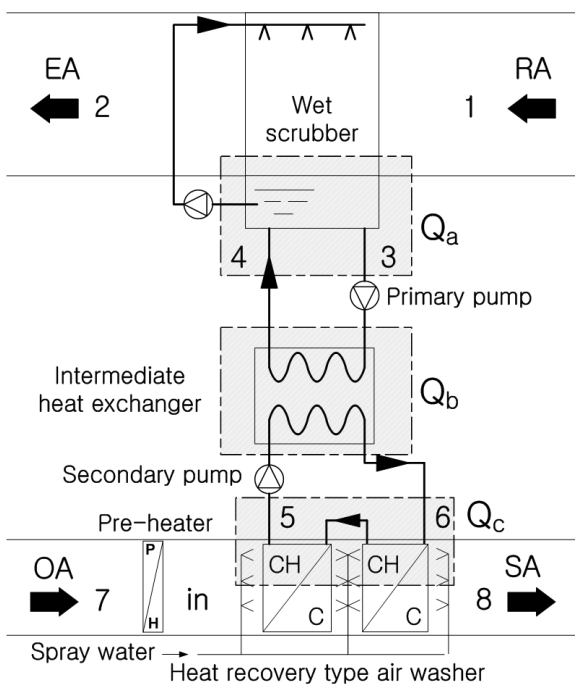 EA
2
RA
1
Wet
scrubber
Qa
4
3
Primary pump
Intermediate
heat exchanger
Qb
Secondary pump
5
6
Qc
Pre-heater
OA
7
P
H
in
CH
C
CH
C
SA
8
Spray water
Heat recovery type air washer